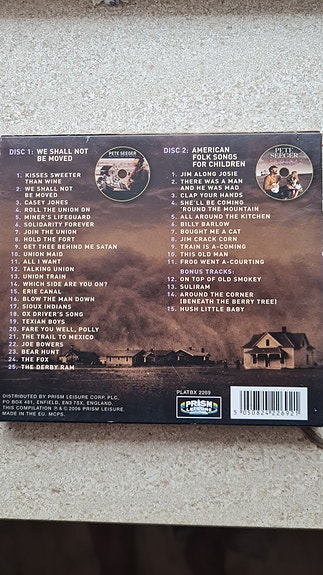 DISC 1: WE SHALL NOT
BE MOVED
PETE SEEGER
1. KISSES SWEETER
THAN WINE
2. WE SHALL NOT
BE MOVED
3. CASEY JONES
4. ROLL THE UNION ON
5. MINER'S LIFEGUARD
6. SOLIDARITY FOREVER
7. JOIN THE UNION
8. HOLD THE FORT
9. GET THEE BEHIND ME SATAN
10. UNION MAID
11. ALL I WANT
12. TALKING UNION
13. UNION TRAIN
14. WHICH SIDE ARE YOU ON?
15. ERIE CANAL
16. BLOW THE MAN DOWN
17. SIOUX INDIANS
18. OX DRIVER'S SONG
19. TEXIAN BOYS
20. FARE YOU WELL, POLLY
21. THE TRAIL TO MEXICO
22. JOE BOWERS
23. BEAR HUNT
24. THE FOX
25. THE DERBY RAM
DISC 2: AMERICAN
FOLK SONGS
FOR CHILDREN
PETE
SEEGER
1. JIM ALONG JOSIE
2. THERE WAS A MAN
AND HE WAS MAD
3. CLAP YOUR HANDS
4. SHE'LL BE COMING
'ROUND THE MOUNTAIN
5. ALL AROUND THE KITCHEN
6. BILLY BARLOW
7. BOUGHT ME A CAT
8. JIM CRACK CORN
9. TRAIN IS A-COMING
10. THIS OLD MAN
11. FROG WENT A-COURTING
BONUS TRACKS:
12. ON TOP OF OLD SMOKEY
13. SULIRAM
14. AROUND THE CORNER
(BENEATH THE BERRY TREE)
15. HUSH LITTLE BABY
DISTRIBUTED BY PRISM LEISURE CORP. PLC,
PO BOX 461, ENFIELD, EN3 7SX, ENGLAND.
THIS COMPILATION ℗ & © 2006 PRISM LEISURE.
MADE IN THE EU. MCPS.
PLATBX 2269
PRISM
LEISURE
5 050824 226921